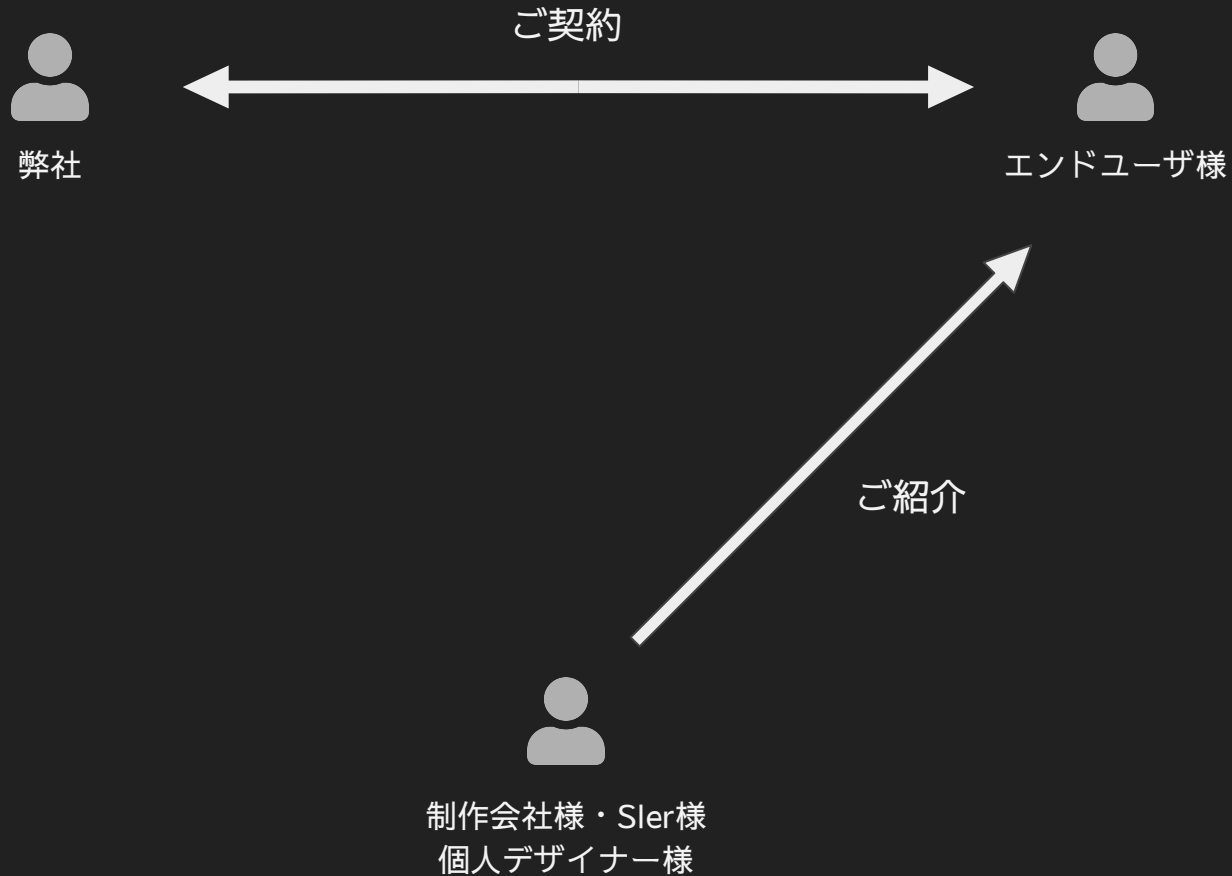 ご契約
弊社
エンドユーザ様
ご紹介
制作会社様・SIer様
個人デザイナー様